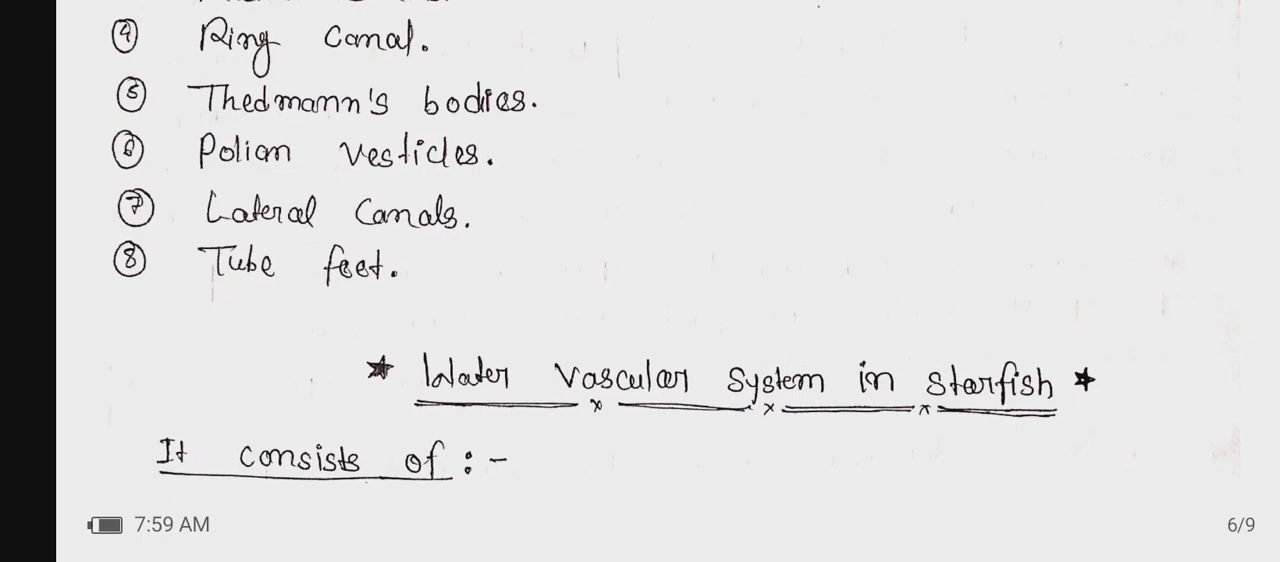 ④ Ring Canal.
⑤ Thedmann's bodies.
⑥ Polian Vesticles.
⑦ Lateral Canals.
⑧ Tube feet.
★ Water Vascular System in Starfish ★
It consists of :-
7:59 AM
6/9